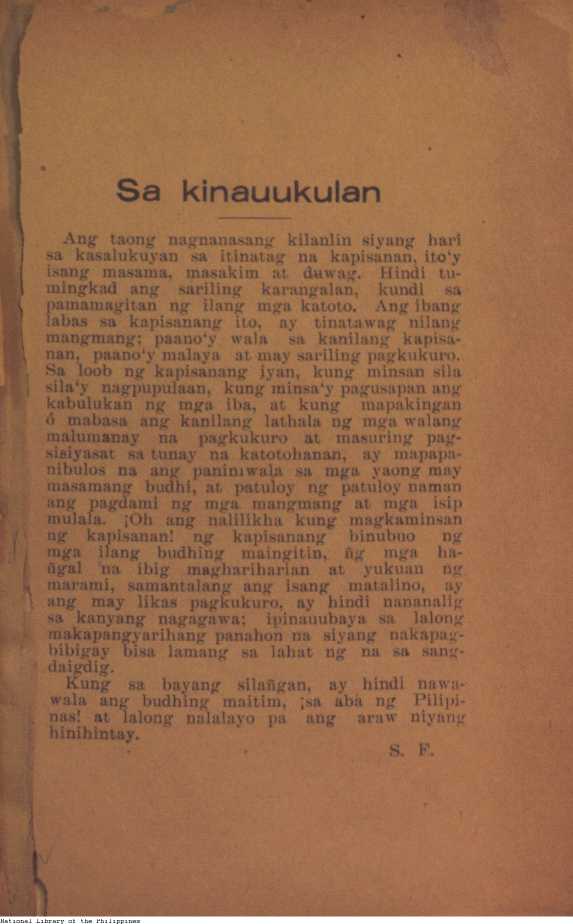 Sa kinauukulan
Ang taong nagnanasang kilanlin siyang hari
sa kasalukuyan sa itinatag na kapisanan, ito'y
isang masama, masakim at duwag. Hindi tu-
mingkad ang sariling karangalan, kundi sa
pamamagitan ng ilang mga katoto. Ang ibang
labas sa kapisanang ito, ay tinatawag nilang
mangmang; paano'y wala sa kanilang kapisa-
nan, paano'y malaya at may sariling pagkukuro.
Sa loob ng kapisanang iyan, kung minsan sila
sila'y nagpupulaan, kung minsa'y pagusapan ang
kabulukan ng mga iba, at kung mapakingan
ó mabasa ang kanilang lathala ng mga walang
malumanay na pagkukuro at masuring pag-
sisiyasat sa tunay na katotohanan, ay mapapa-
nibulos na ang paniniwala sa mga yaong may
masamang budhi, at patuloy ng patuloy naman
ang pagdami ng mga mangmang at mga isip
mulala. ¡Oh ang nalilikha kung magkaminsan
ng kapisanan! ng kapisanang binubuo ng
mga ilang budhing maingitin, ñg mga ha-
ñgal na ibig maghariharian at yukuan ng
marami, samantalang ang isang matalino, ay
ang may likas pagkukuro, ay hindi nananalig
sa kanyang nagagawa; ipinauubaya sa lalong
makapangyarihang panahon na siyang nakapag-
bibigay bisa lamang sa lahat ng na sa sang-
daigdig.
Kung sa bayang silañgan, ay hindi nawa-
wala ang budhing maitim, ¡sa aba ng Pilipi-
nas! at lalong nalalayo pa ang araw niyang
hinihintay.
S. F.
National Library of the Philippines